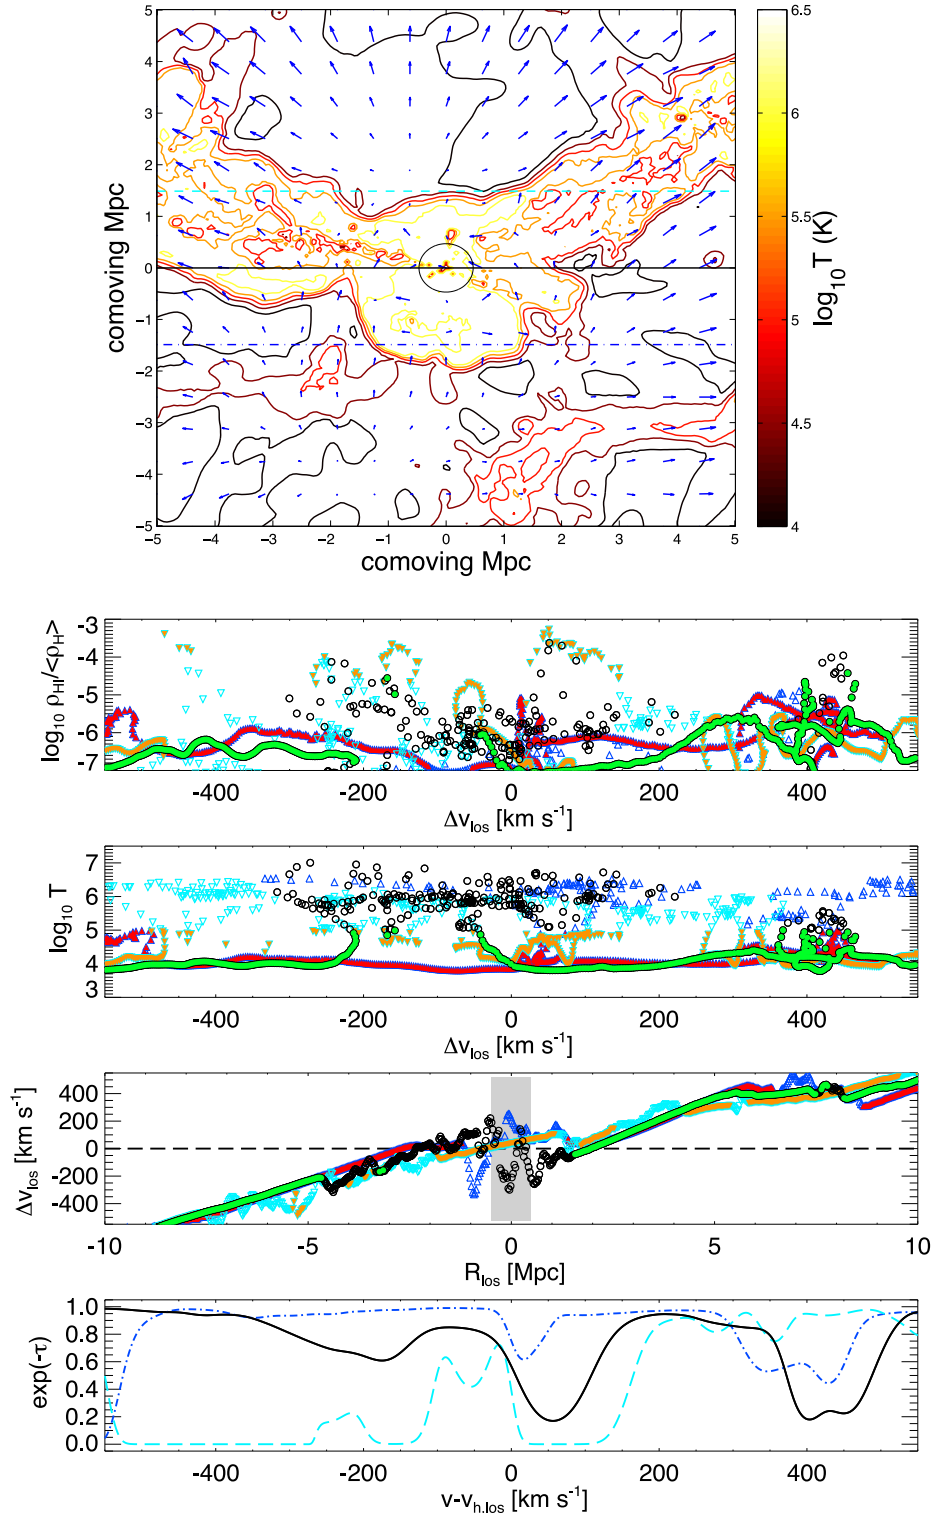 5
4
3
2
1
0
−1
−2
−3
−4
−5
comoving Mpc
−5 −4 −3 −2 −1 0 1 2 3 4 5
comoving Mpc
6.5
6
5.5
5
4.5
4
log10T (K)
-3
-4
-5
-6
-7
log10 ρHI/<ρH>
-400 -200 0 200 400
Δvlos [km s-1]
7
6
5
4
3
log10 T
-400 -200 0 200 400
Δvlos [km s-1]
400
200
0
-200
-400
Δvlos [km s-1]
-10 -5 0 5 10
Rlos [Mpc]
1.0
0.8
0.6
0.4
0.2
0.0
exp(-τ)
-400 -200 0 200 400
v-vh,los [km s-1]